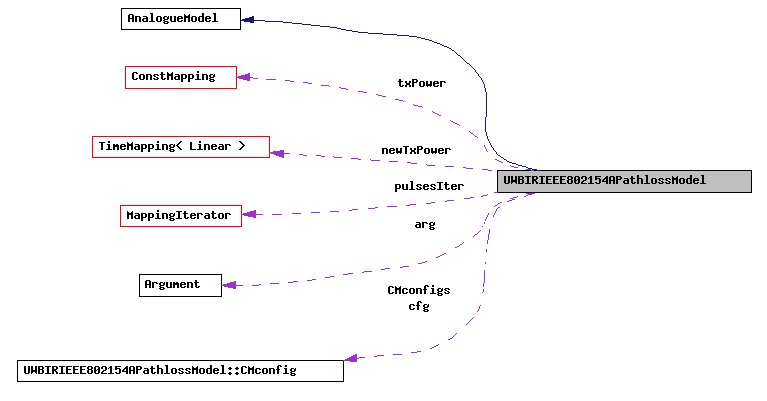 AnalogueModel
ConstMapping
txPower
TimeMapping< Linear >
newTxPower
UWBIRIEEE802154APathlossModel
pulsesIter
MappingIterator
arg
Argument
CMconfigs
cfg
UWBIRIEEE802154APathlossModel::CMconfig